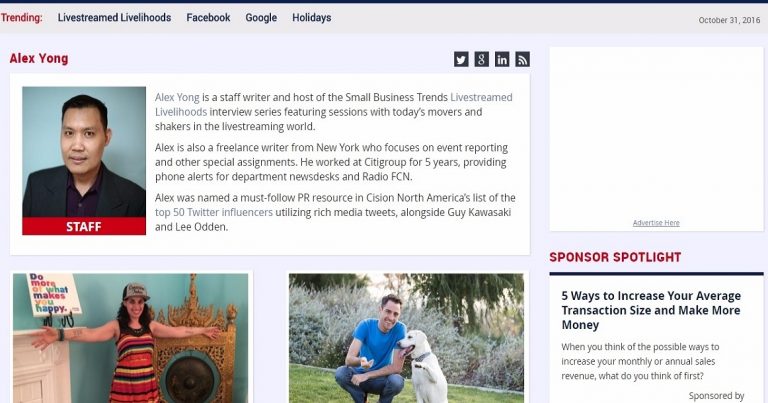 Trending: Livestreamed Livelihoods Facebook Google Holidays
October 31, 2016
Alex Yong
Alex Yong is a staff writer and host of the Small Business Trends Livestreamed
Livelihoods interview series featuring sessions with today's movers and
shakers in the livestreaming world.
Alex is also a freelance writer from New York who focuses on event reporting
and other special assignments. He worked at Citigroup for 5 years, providing
phone alerts for department newsdesks and Radio FCN.
Alex was named a must-follow PR resource in Cision North America's list of the
top 50 Twitter influencers utilizing rich media tweets, alongside Guy Kawasaki
and Lee Odden.
STAFF
Do
more
of what
makes
you
happy.
Advertise Here
SPONSOR SPOTLIGHT
5 Ways to Increase Your Average
Transaction Size and Make More
Money
When you think of the possible ways to
increase your monthly or annual sales
revenue, what do you think of first?
Sponsored by